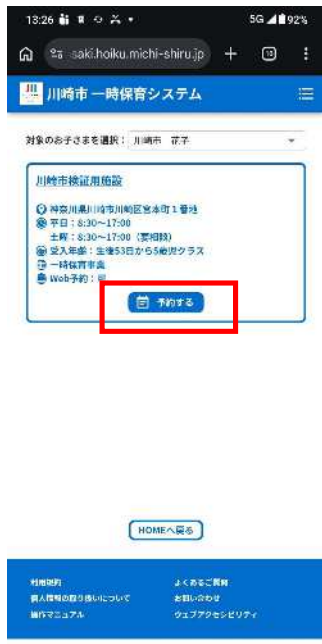 13:26
5G 92%
saki.hoiku.michi-shiru.jp
川崎市 一時保育システム
対象のお子さまを選択： 川崎市 花子
川崎市検証用施設
神奈川県川崎市川崎区宮本町１番地
平日：8:30～17:00
土曜：8:30～17:00（要相談）
受入年齢：生後53日から5歳児クラス
一時保育事業
Web予約：可
予約する
HOMEへ戻る
利用規約 よくあるご質問
個人情報の取り扱いについて お問い合わせ
操作マニュアル ウェブアクセシビリティ